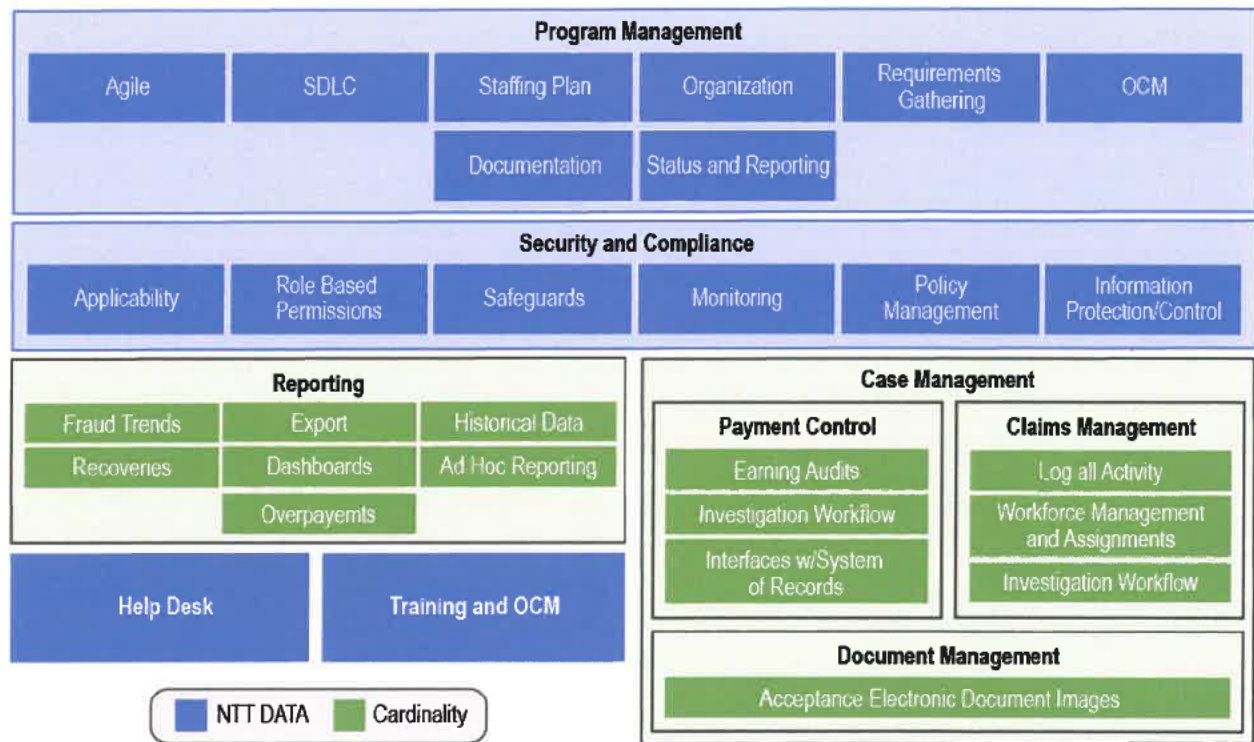 Program Management
Agile
SDLC
Staffing Plan
Organization
Requirements
Gathering
OCM
Documentation
Status and Reporting
Security and Compliance
Applicability
Role Based
Permissions
Safeguards
Monitoring
Policy
Management
Information
Protection/Control
Reporting
Fraud Trends
Export
Historical Data
Recoveries
Dashboards
Ad Hoc Reporting
Overpayemts
Help Desk
Training and OCM
NTT DATA
Cardinality
Case Management
Payment Control
Earning Audits
Investigation Workflow
Interfaces w/System
of Records
Claims Management
Log all Activity
Workforce Management
and Assignments
Investigation Workflow
Document Management
Acceptance Electronic Document Images